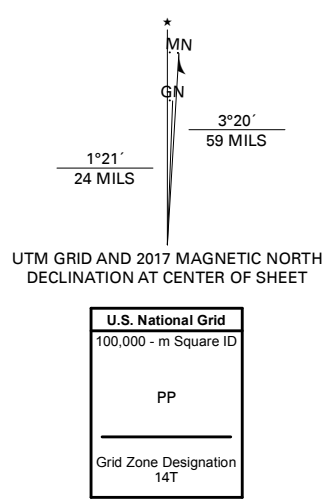 MN
GN
3°20´
59 MILS
1°21´
24 MILS
UTM GRID AND 2017 MAGNETIC NORTH
DECLINATION AT CENTER OF SHEET
U.S. National Grid
100,000 - m Square ID
PP
Grid Zone Designation
14T